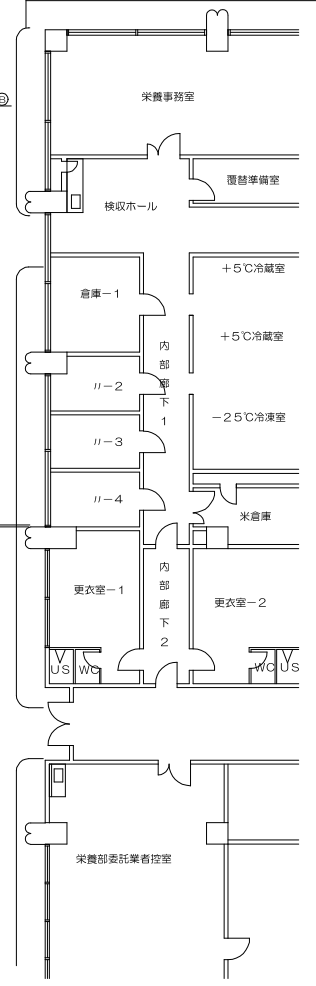 栄養事務室
覆替準備室
検収ホール
+5℃冷蔵室
倉庫-1
+5℃冷蔵室
内部廊下1
〃-2
-25℃冷凍室
〃-3
〃-4
米倉庫
内部廊下2
更衣室-1
更衣室-2
US
WC
WC
US
栄養部委託業者控室